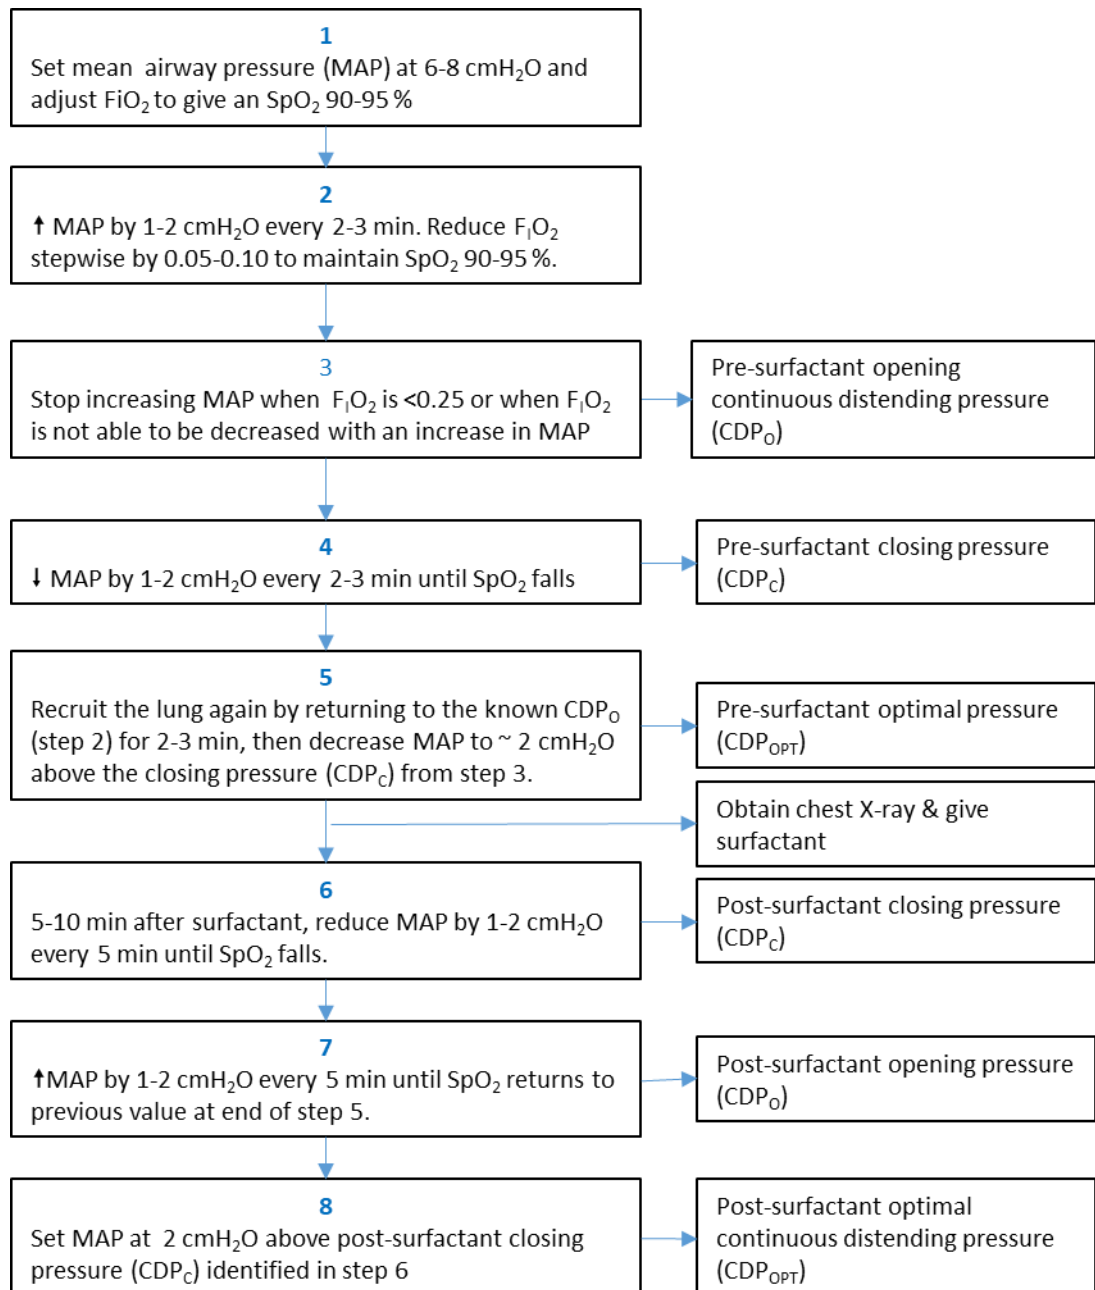 1
Set mean airway pressure (MAP) at 6-8 cmH₂O and
adjust FiO₂ to give an SpO₂ 90-95 %
2
↑ MAP by 1-2 cmH₂O every 2-3 min. Reduce FᵢO₂
stepwise by 0.05-0.10 to maintain SpO₂ 90-95 %.
3
Stop increasing MAP when FᵢO₂ is <0.25 or when FᵢO₂
is not able to be decreased with an increase in MAP
Pre-surfactant opening
continuous distending pressure
(CDP_O)
4
↓ MAP by 1-2 cmH₂O every 2-3 min until SpO₂ falls
Pre-surfactant closing pressure
(CDP_C)
5
Recruit the lung again by returning to the known CDP_O
(step 2) for 2-3 min, then decrease MAP to ~ 2 cmH₂O
above the closing pressure (CDP_C) from step 3.
Pre-surfactant optimal pressure
(CDP_OPT)
Obtain chest X-ray & give
surfactant
6
5-10 min after surfactant, reduce MAP by 1-2 cmH₂O
every 5 min until SpO₂ falls.
Post-surfactant closing pressure
(CDP_C)
7
↑MAP by 1-2 cmH₂O every 5 min until SpO₂ returns to
previous value at end of step 5.
Post-surfactant opening pressure
(CDP_O)
8
Set MAP at 2 cmH₂O above post-surfactant closing
pressure (CDP_C) identified in step 6
Post-surfactant optimal
continuous distending pressure
(CDP_OPT)